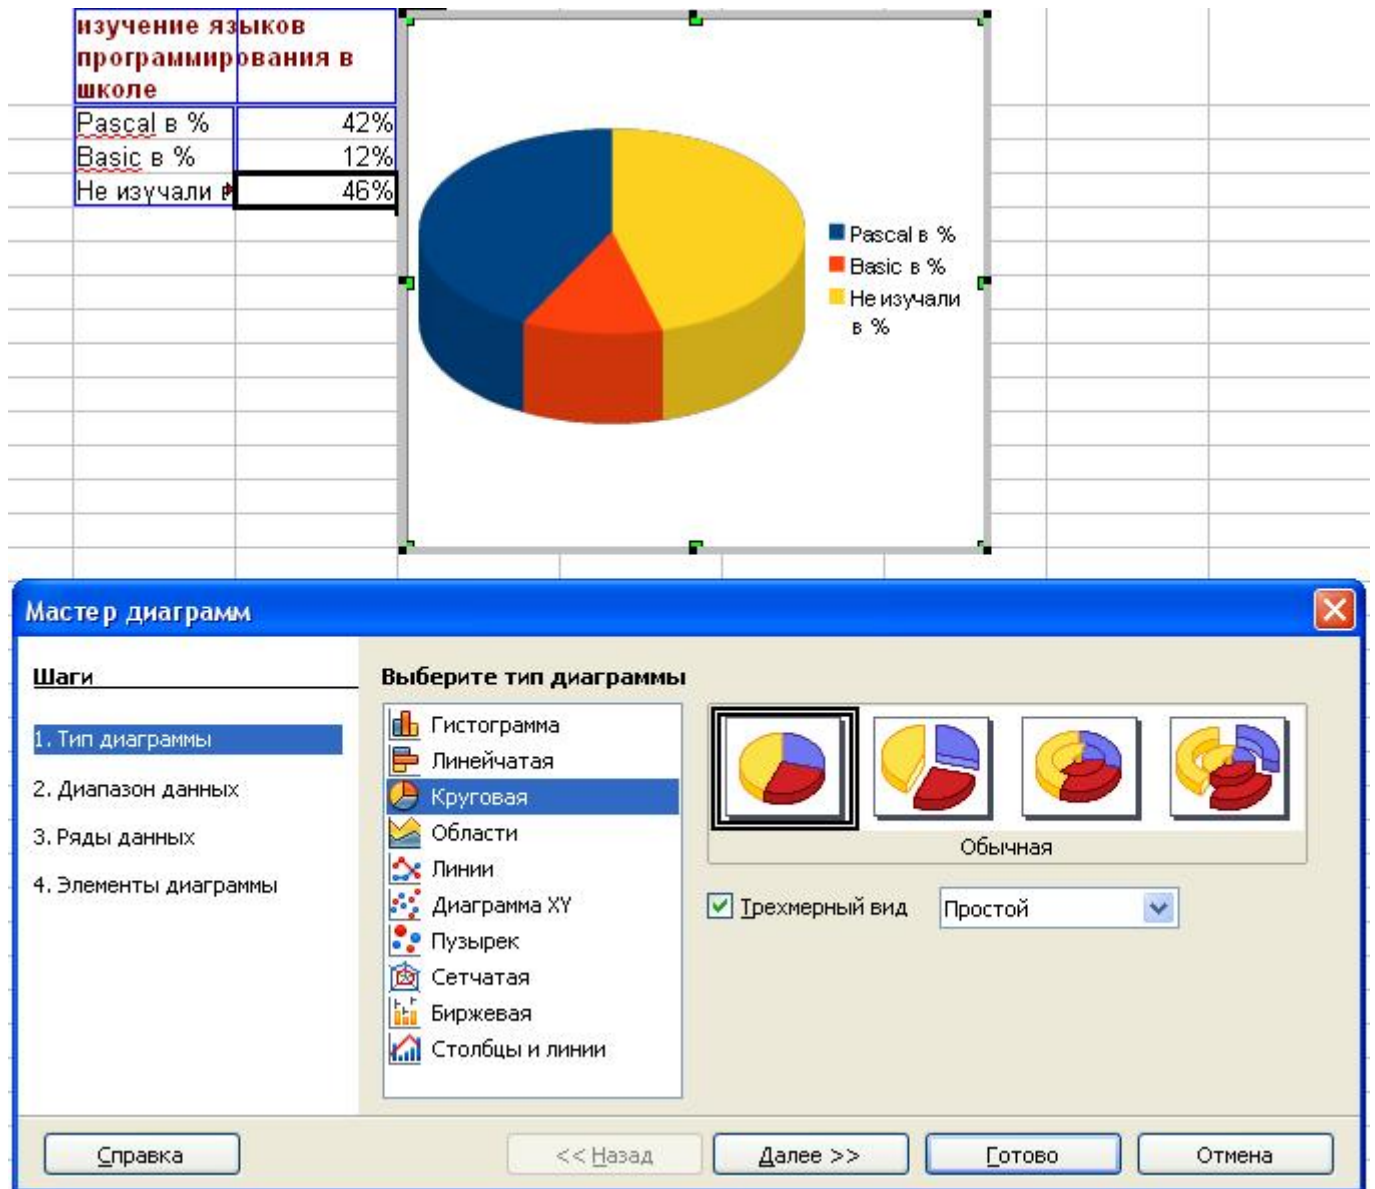 изучение языков
программирования в
школе
Pascal в % 42%
Basic в % 12%
Не изучали в 46%
Pascal в %
Basic в %
Не изучали
в %
Мастер диаграмм
Шаги
1. Тип диаграммы
2. Диапазон данных
3. Ряды данных
4. Элементы диаграммы
Выберите тип диаграммы
Гистограмма
Линейчатая
Круговая
Области
Линии
Диаграмма XY
Пузырек
Сетчатая
Биржевая
Столбцы и линии
Обычная
Трехмерный вид
Простой
Справка
<< Назад
Далее >>
Готово
Отмена